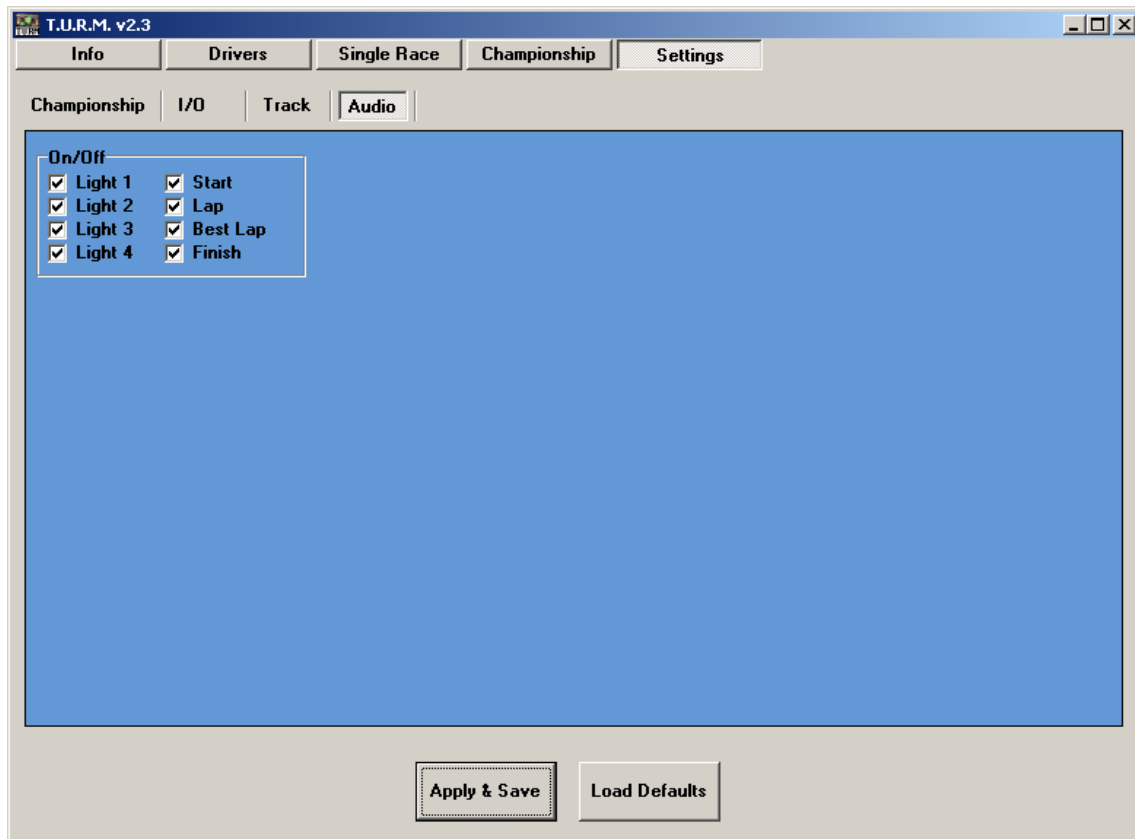 T.U.R.M. v2.3
Info Drivers Single Race Championship Settings
Championship I/O Track Audio
On/Off
Light 1 Start
Light 2 Lap
Light 3 Best Lap
Light 4 Finish
Apply & Save Load Defaults